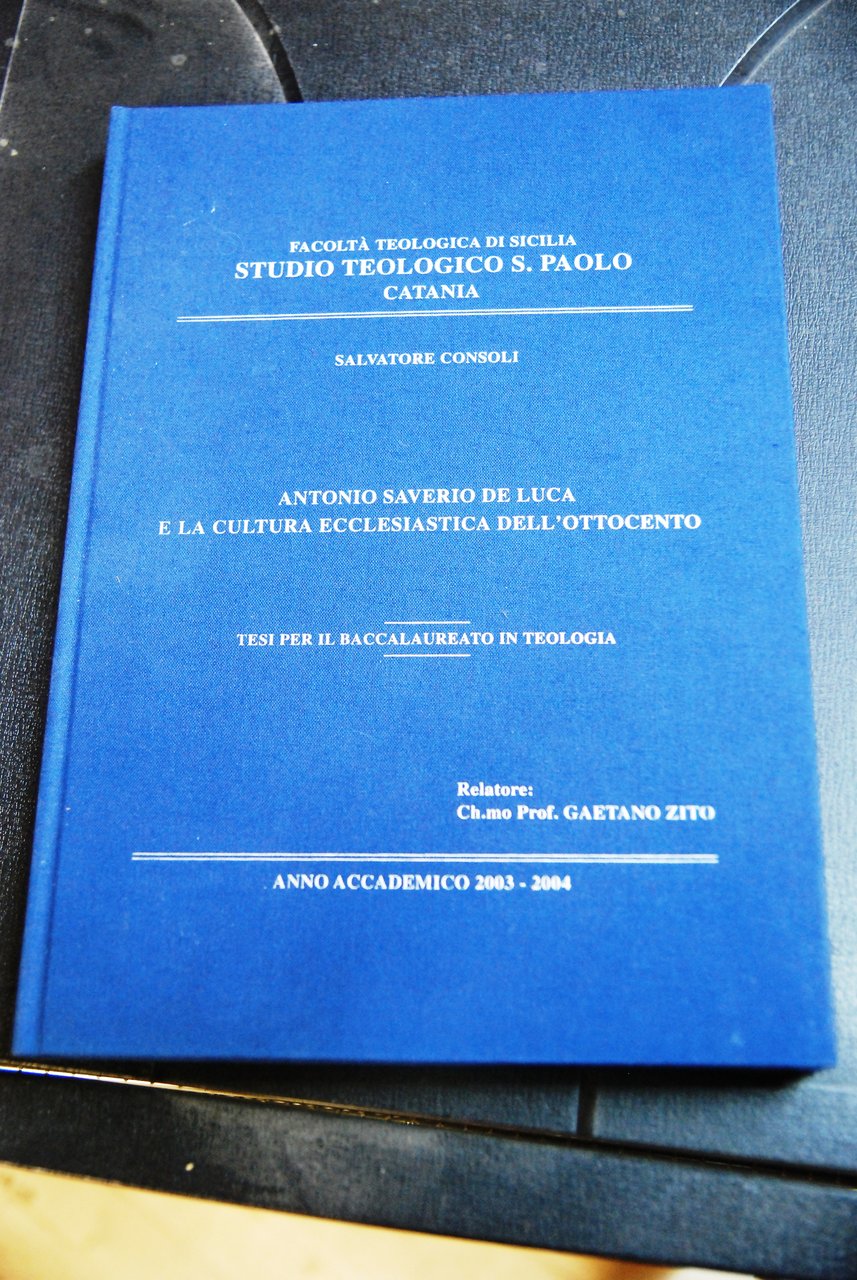 FACOLTÀ TEOLOGICA DI SICILIA
STUDIO TEOLOGICO S. PAOLO
CATANIA
SALVATORE CONSOLI
ANTONIO SAVERIO DE LUCA
E LA CULTURA ECCLESIASTICA DELL'OTTOCENTO
TESI PER IL BACCALAUREATO IN TEOLOGIA
Relatore:
Ch.mo Prof. GAETANO ZITO
ANNO ACCADEMICO 2003 - 2004